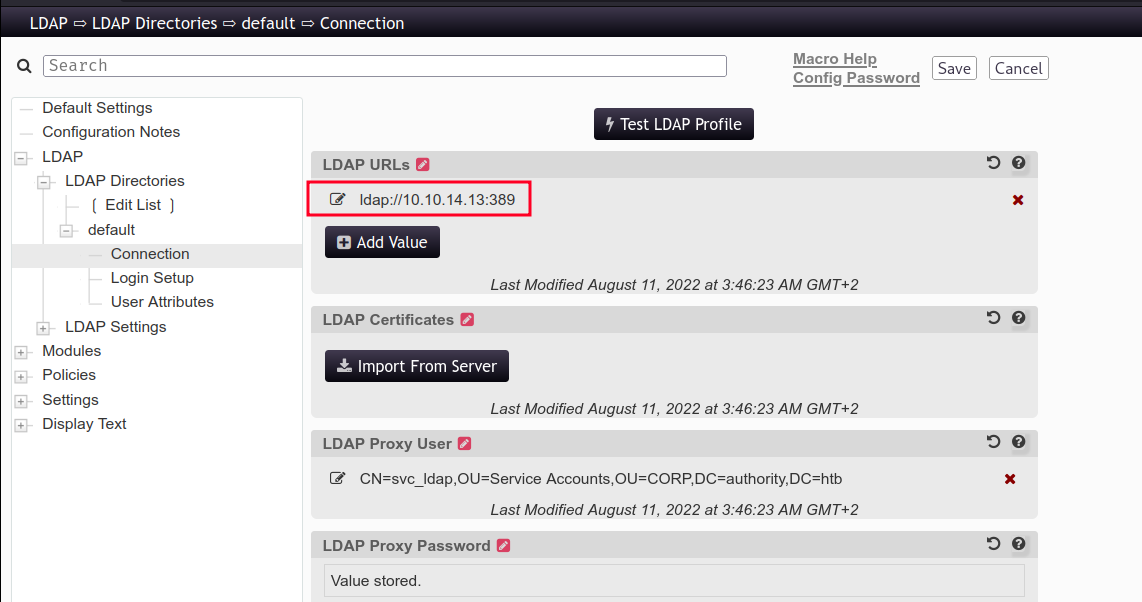 LDAP ⇨ LDAP Directories ⇨ default ⇨ Connection
Search
Macro Help
Config Password
Save
Cancel
Default Settings
Configuration Notes
LDAP
LDAP Directories
[ Edit List ]
default
Connection
Login Setup
User Attributes
LDAP Settings
Modules
Policies
Settings
Display Text
Test LDAP Profile
LDAP URLs
ldap://10.10.14.13:389
Add Value
Last Modified August 11, 2022 at 3:46:23 AM GMT+2
LDAP Certificates
Import From Server
Last Modified August 11, 2022 at 3:46:23 AM GMT+2
LDAP Proxy User
CN=svc_ldap,OU=Service Accounts,OU=CORP,DC=authority,DC=htb
Last Modified August 11, 2022 at 3:46:23 AM GMT+2
LDAP Proxy Password
Value stored.